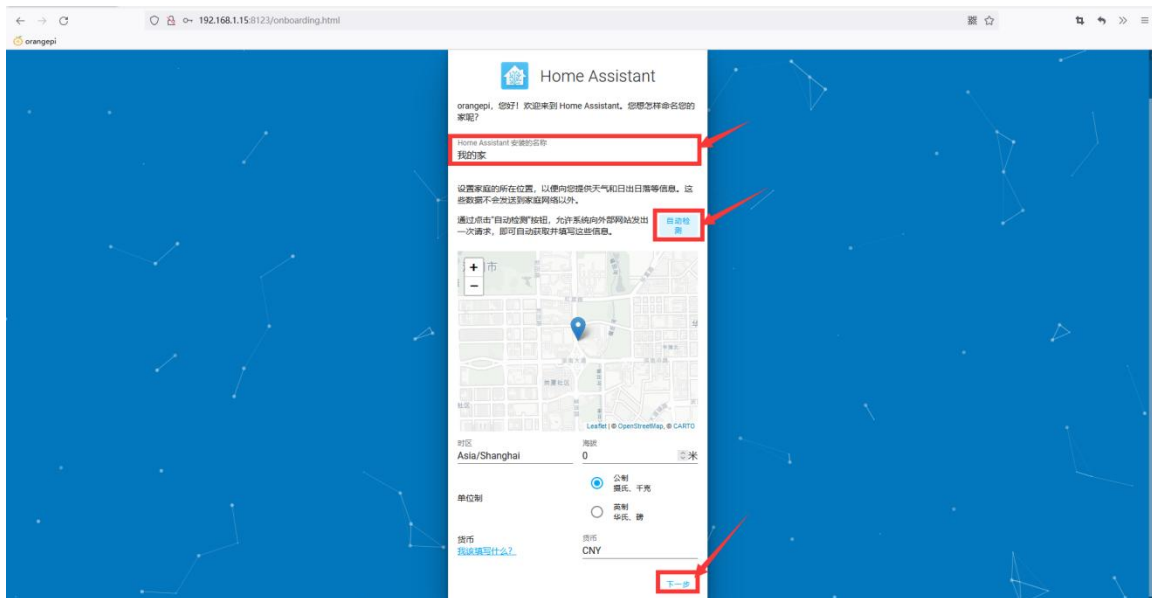 192.168.1.15:8123/onboarding.html
orangepi
Home Assistant
orangepi，您好！欢迎来到 Home Assistant。您想怎样命名您的
家呢？
Home Assistant 安装的名称
我的家
设置家庭的所在位置，以便向您提供天气和日出日落等信息。这
些数据不会发送到家庭网络以外。
通过点击“自动检测”按钮，允许系统向外部网站发出
一次请求，即可自动获取并填写这些信息。
自动检
测
+
市
−
Leaflet | © OpenStreetMap, © CARTO
时区
海拔
Asia/Shanghai
0
米
公制
摄氏、千克
单位制
英制
华氏、磅
货币
货币
我该填写什么？
CNY
下一步